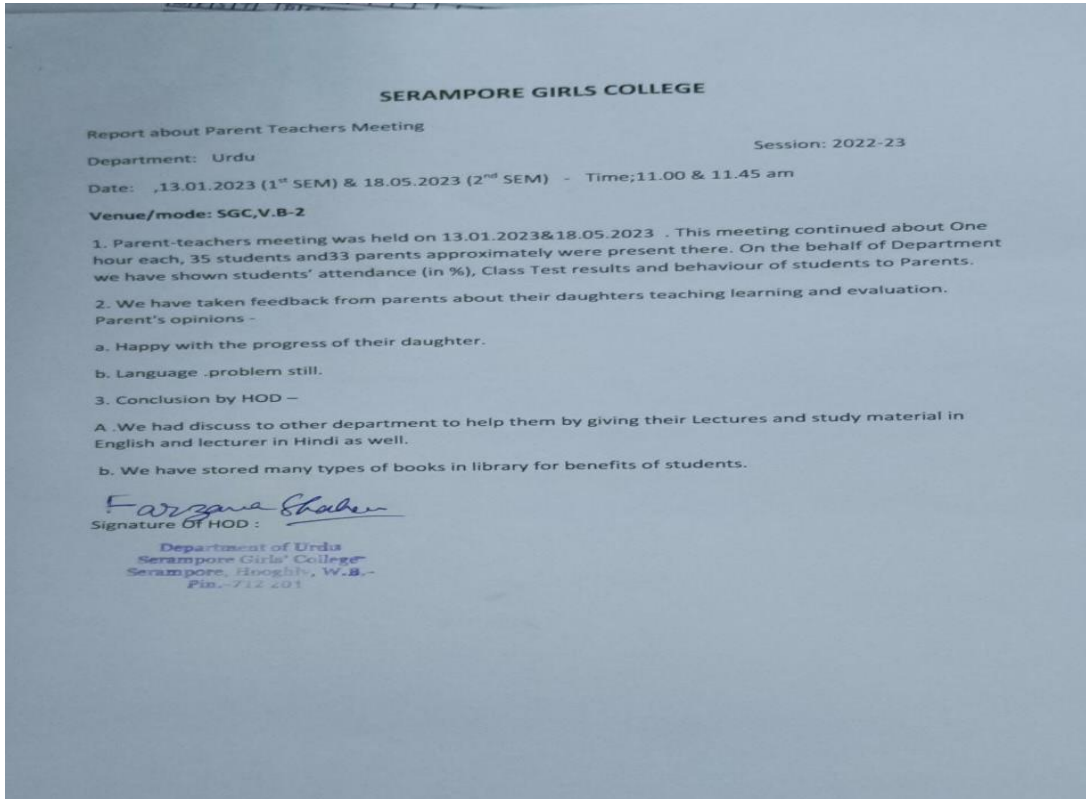 SERAMPORE GIRLS COLLEGE
Report about Parent Teachers Meeting
Session: 2022-23
Department: Urdu
Date: ,13.01.2023 (1st SEM) & 18.05.2023 (2nd SEM) - Time;11.00 & 11.45 am
Venue/mode: SGC,V.B-2
1. Parent-teachers meeting was held on 13.01.2023&18.05.2023 . This meeting continued about One
hour each, 35 students and33 parents approximately were present there. On the behalf of Department
we have shown students' attendance (in %), Class Test results and behaviour of students to Parents.
2. We have taken feedback from parents about their daughters teaching learning and evaluation.
Parent's opinions -
a. Happy with the progress of their daughter.
b. Language .problem still.
3. Conclusion by HOD –
A .We had discuss to other department to help them by giving their Lectures and study material in
English and lecturer in Hindi as well.
b. We have stored many types of books in library for benefits of students.
Farzana Shaheen
Signature Of HOD :
Department of Urdu
Serampore Girls' College
Serampore, Hooghly, W.B.-
Pin.-712 201